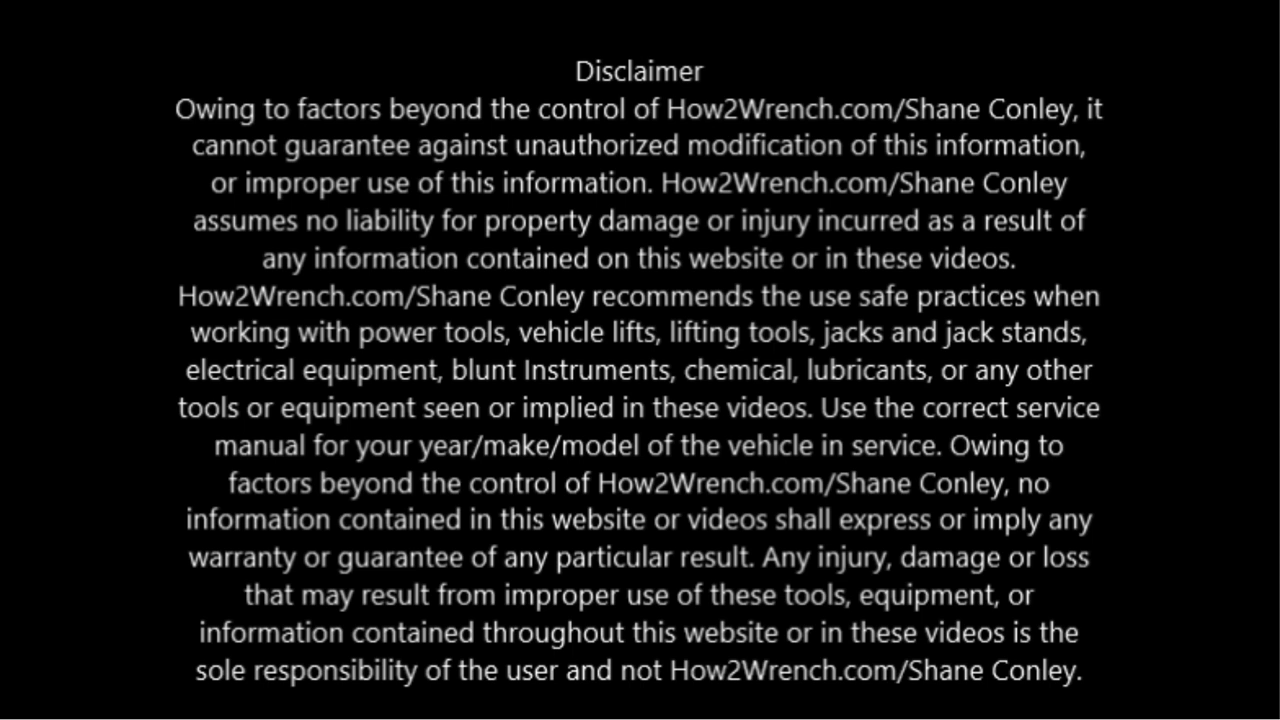 Disclaimer
Owing to factors beyond the control of How2Wrench.com/Shane Conley, it
cannot guarantee against unauthorized modification of this information,
or improper use of this information. How2Wrench.com/Shane Conley
assumes no liability for property damage or injury incurred as a result of
any information contained on this website or in these videos.
How2Wrench.com/Shane Conley recommends the use safe practices when
working with power tools, vehicle lifts, lifting tools, jacks and jack stands,
electrical equipment, blunt Instruments, chemical, lubricants, or any other
tools or equipment seen or implied in these videos. Use the correct service
manual for your year/make/model of the vehicle in service. Owing to
factors beyond the control of How2Wrench.com/Shane Conley, no
information contained in this website or videos shall express or imply any
warranty or guarantee of any particular result. Any injury, damage or loss
that may result from improper use of these tools, equipment, or
information contained throughout this website or in these videos is the
sole responsibility of the user and not How2Wrench.com/Shane Conley.